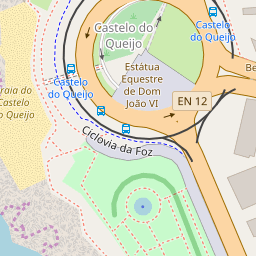 Castelo do
Queijo
Castelo
do Queijo
Estátua
Equestre
de Dom
João VI
Castelo
do Queijo
EN 12
do
Castelo
do Queijo
Ciclovia da Foz